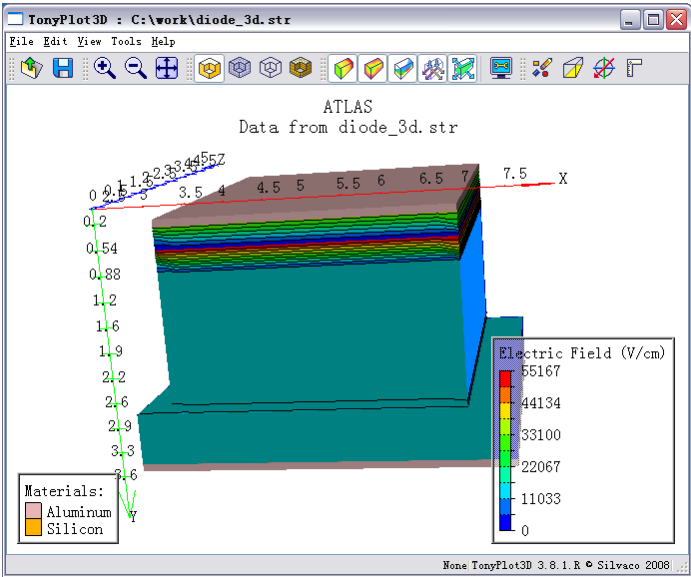 TonyPlot3D : C:\work\diode_3d.str
File Edit View Tools Help
ATLAS
Data from diode_3d.str
Z
3.5 4 4.5 5 5.5 6 6.5 7 7.5 X
0
0.2
0.54
0.88
1.2
1.6
1.9
2.2
2.6
2.9
3.3
3.6
Y
Electric Field (V/cm)
55167
44134
33100
22067
11033
0
Materials:
Aluminum
Silicon
None TonyPlot3D 3.8.1.R © Silvaco 2008